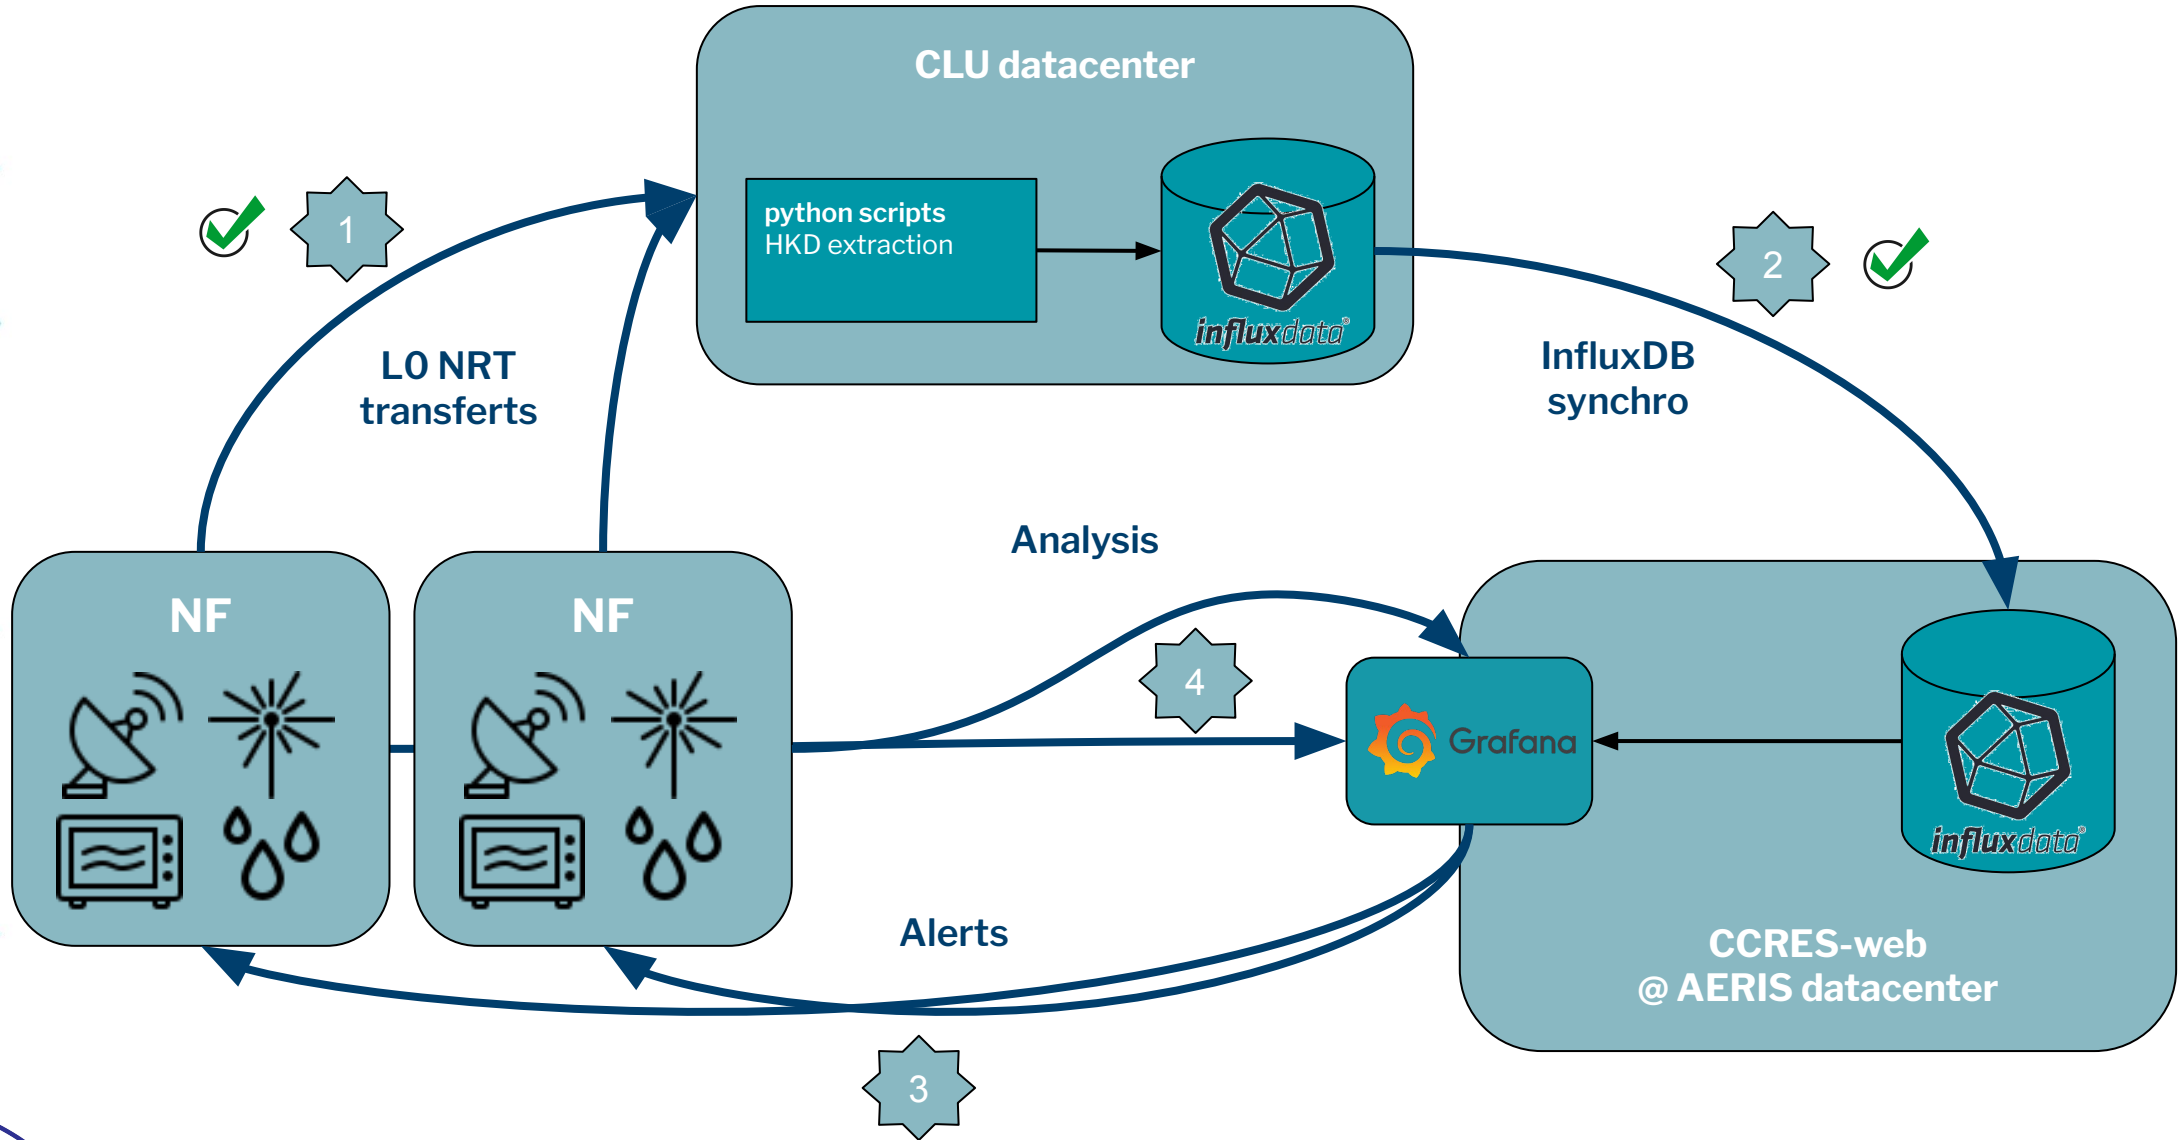 CLU datacenter
python scripts
HKD extraction
influxdata®
1
2
L0 NRT
transferts
InfluxDB
synchro
Analysis
NF
NF
4
Grafana
influxdata®
Alerts
CCRES-web
@ AERIS datacenter
3